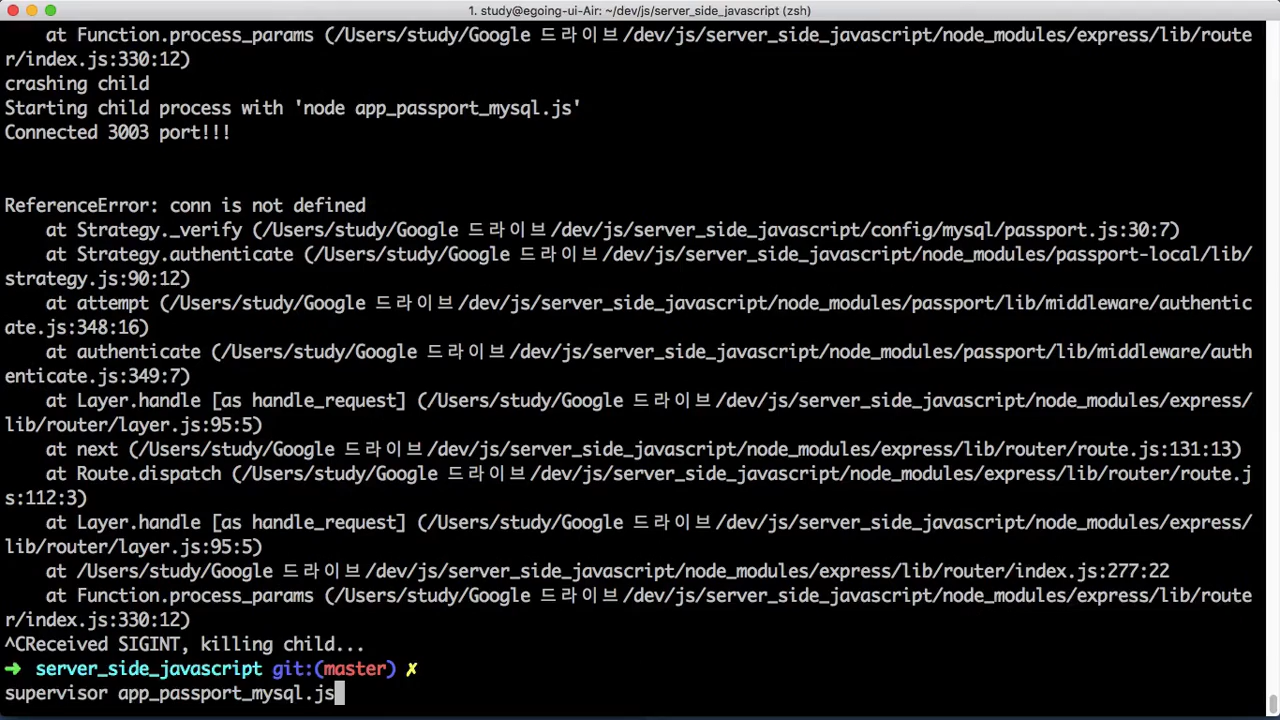 1. study@egoing-ui-Air: ~/dev/js/server_side_javascript (zsh)
at Function.process_params (/Users/study/Google 드라이브/dev/js/server_side_javascript/node_modules/express/lib/route
r/index.js:330:12)
crashing child
Starting child process with 'node app_passport_mysql.js'
Connected 3003 port!!!
ReferenceError: conn is not defined
at Strategy._verify (/Users/study/Google 드라이브/dev/js/server_side_javascript/config/mysql/passport.js:30:7)
at Strategy.authenticate (/Users/study/Google 드라이브/dev/js/server_side_javascript/node_modules/passport-local/lib/
strategy.js:90:12)
at attempt (/Users/study/Google 드라이브/dev/js/server_side_javascript/node_modules/passport/lib/middleware/authentic
ate.js:348:16)
at authenticate (/Users/study/Google 드라이브/dev/js/server_side_javascript/node_modules/passport/lib/middleware/auth
enticate.js:349:7)
at Layer.handle [as handle_request] (/Users/study/Google 드라이브/dev/js/server_side_javascript/node_modules/express/
lib/router/layer.js:95:5)
at next (/Users/study/Google 드라이브/dev/js/server_side_javascript/node_modules/express/lib/router/route.js:131:13)
at Route.dispatch (/Users/study/Google 드라이브/dev/js/server_side_javascript/node_modules/express/lib/router/route.j
s:112:3)
at Layer.handle [as handle_request] (/Users/study/Google 드라이브/dev/js/server_side_javascript/node_modules/express/
lib/router/layer.js:95:5)
at /Users/study/Google 드라이브/dev/js/server_side_javascript/node_modules/express/lib/router/index.js:277:22
at Function.process_params (/Users/study/Google 드라이브/dev/js/server_side_javascript/node_modules/express/lib/route
r/index.js:330:12)
^CReceived SIGINT, killing child...
➜ server_side_javascript git:(master) ✗
supervisor app_passport_mysql.js